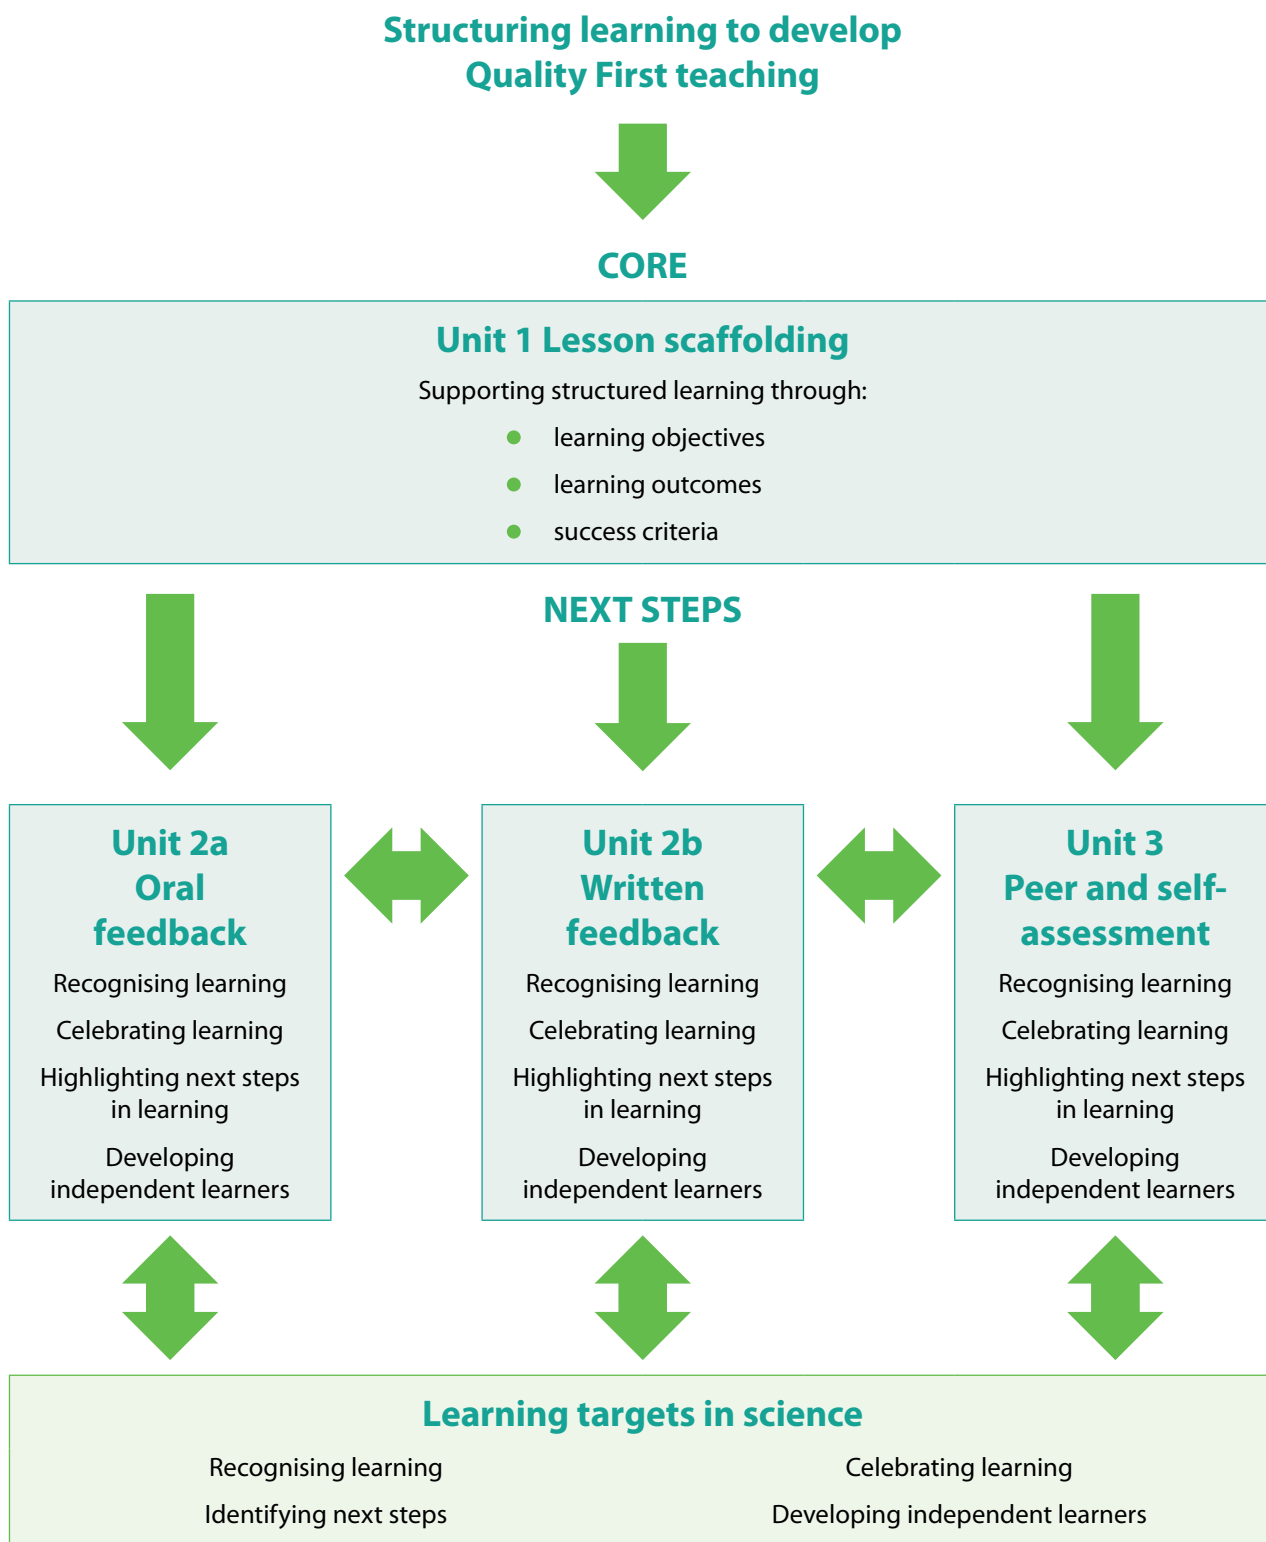 Structuring learning to develop
Quality First teaching
CORE
Unit 1 Lesson scaffolding
Supporting structured learning through:
● learning objectives
● learning outcomes
● success criteria
NEXT STEPS
Unit 2a
Oral
feedback
Recognising learning
Celebrating learning
Highlighting next steps
in learning
Developing
independent learners
Unit 2b
Written
feedback
Recognising learning
Celebrating learning
Highlighting next steps
in learning
Developing
independent learners
Unit 3
Peer and self-
assessment
Recognising learning
Celebrating learning
Highlighting next steps
in learning
Developing
independent learners
Learning targets in science
Recognising learning
Celebrating learning
Identifying next steps
Developing independent learners